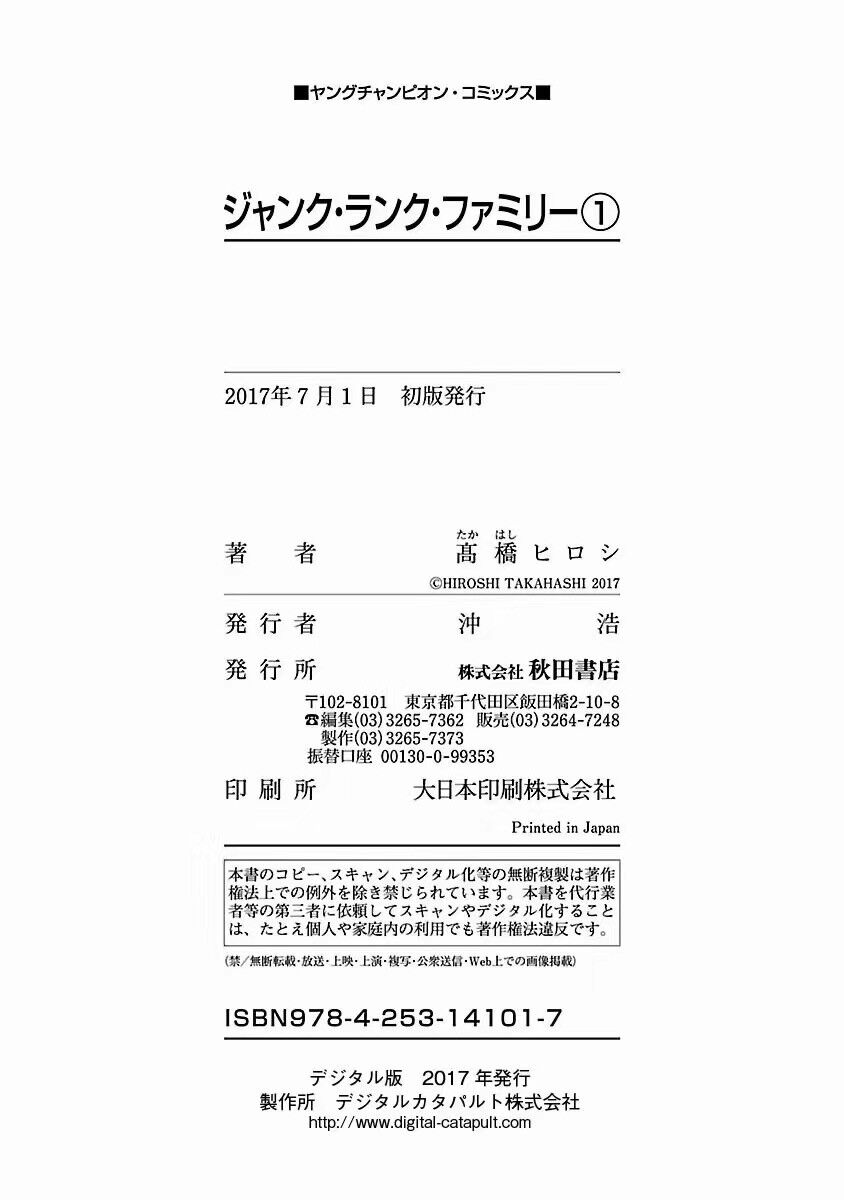 ■ヤングチャンピオン・コミックス■
ジャンク・ランク・ファミリー①
2017年7月1日　初版発行
たか はし
著者　髙橋ヒロシ
©HIROSHI TAKAHASHI 2017
発行者　沖　浩
発行所　株式会社 秋田書店
〒102-8101　東京都千代田区飯田橋2-10-8
☎編集(03)3265-7362 販売(03)3264-7248
製作(03)3265-7373
振替口座 00130-0-99353
印刷所　大日本印刷株式会社
Printed in Japan
本書のコピー、スキャン、デジタル化等の無断複製は著作
権法上での例外を除き禁じられています。本書を代行業
者等の第三者に依頼してスキャンやデジタル化すること
は、たとえ個人や家庭内の利用でも著作権法違反です。
(禁／無断転載・放送・上映・上演・複写・公衆送信・Web上での画像掲載)
ISBN978-4-253-14101-7
デジタル版　2017年発行
製作所　デジタルカタパルト株式会社
http://www.digital-catapult.com